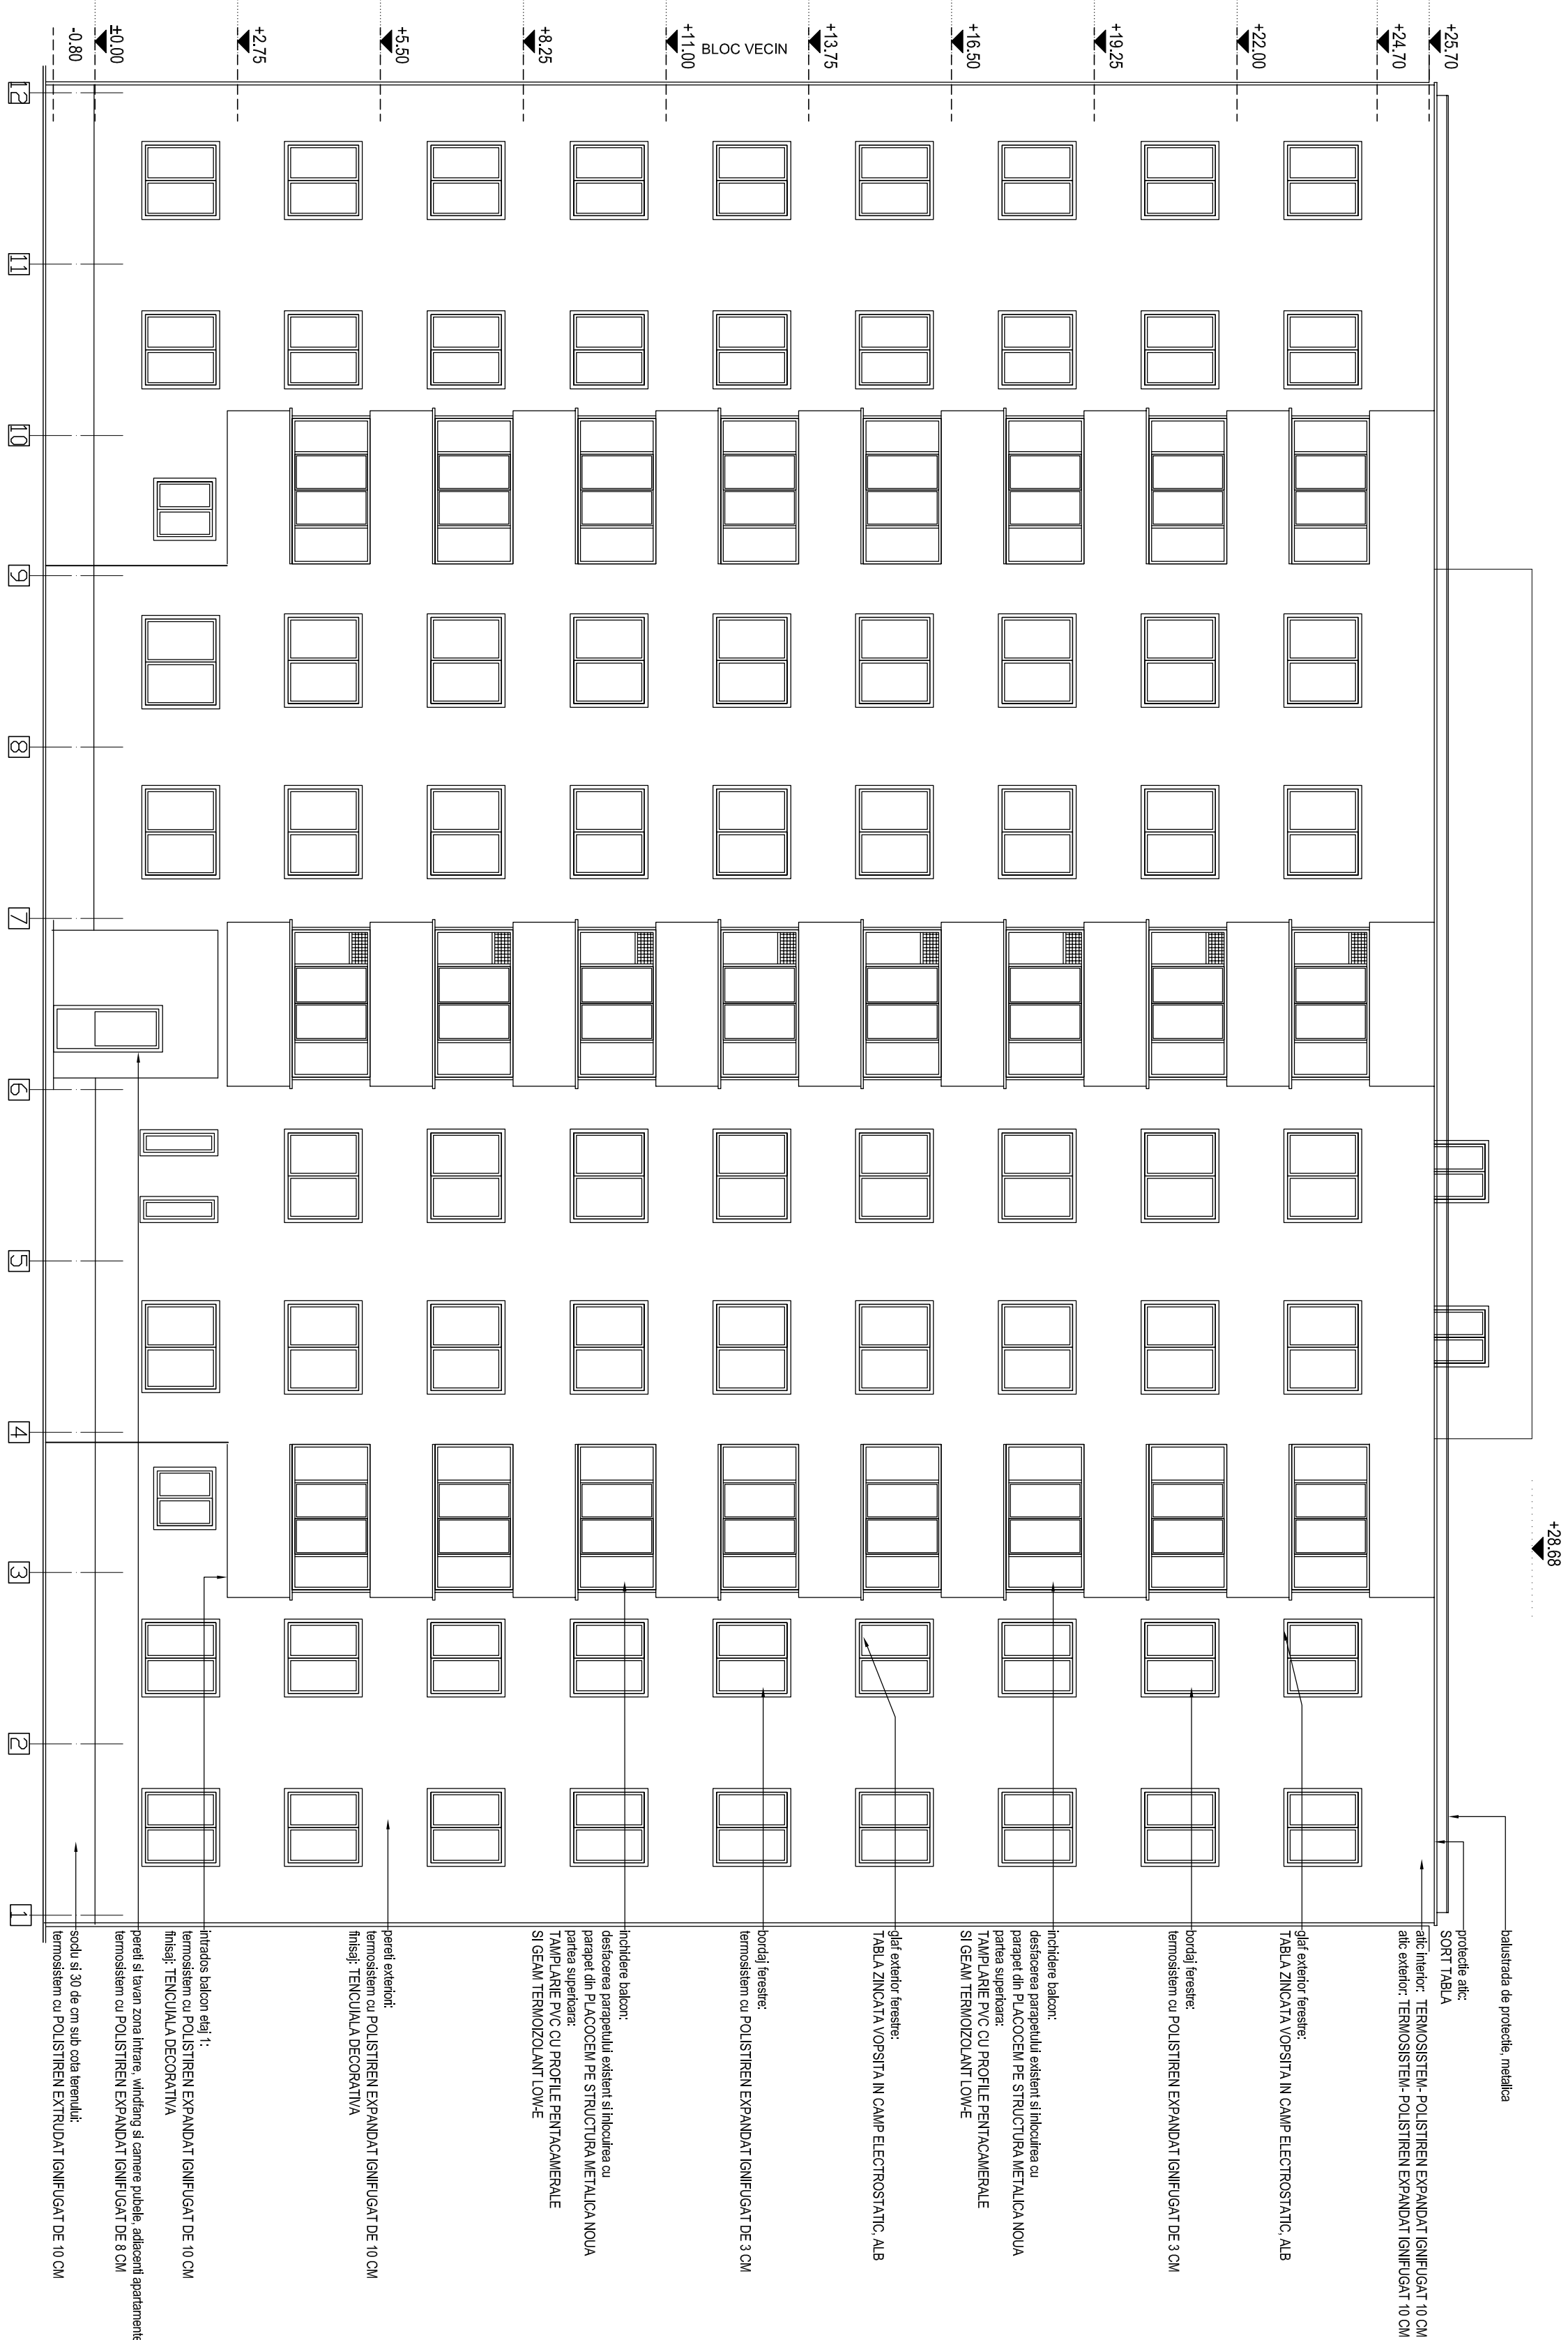 +28.68
+25.70
+24.70
+22.00
+19.25
+16.50
+13.75
BLOC VECIN
+11.00
+8.25
+5.50
+2.75
±0.00
-0.80
balustrada de protectie, metalica
protectie atic:
SORT TABLA
atic interior: TERMOSISTEM- POLISTIREN EXPANDAT IGNIFUGAT 10 CM
atic exterior: TERMOSISTEM- POLISTIREN EXPANDAT IGNIFUGAT 10 CM
glaf exterior ferestre:
TABLA ZINCATA VOPSITA IN CAMP ELECTROSTATIC, ALB
bordaj ferestre:
termosistem cu POLISTIREN EXPANDAT IGNIFUGAT DE 3 CM
inchidere balcon:
desfacerea parapetului existent si inlocuirea cu
parapet din PLACOCEM PE STRUCTURA METALICA NOUA
partea superioara:
TAMPLARIE PVC CU PROFILE PENTACAMERALE
SI GEAM TERMOIZOLANT LOW-E
glaf exterior ferestre:
TABLA ZINCATA VOPSITA IN CAMP ELECTROSTATIC, ALB
bordaj ferestre:
termosistem cu POLISTIREN EXPANDAT IGNIFUGAT DE 3 CM
inchidere balcon:
desfacerea parapetului existent si inlocuirea cu
parapet din PLACOCEM PE STRUCTURA METALICA NOUA
partea superioara:
TAMPLARIE PVC CU PROFILE PENTACAMERALE
SI GEAM TERMOIZOLANT LOW-E
pereti exteriori:
termosistem cu POLISTIREN EXPANDAT IGNIFUGAT DE 10 CM
finisaj: TENCUIALA DECORATIVA
intrados balcon etaj 1:
termosistem cu POLISTIREN EXPANDAT IGNIFUGAT DE 10 CM
finisaj: TENCUIALA DECORATIVA
pereti si tavan zona intrare, windfang si camere pubele, adiacenti apartamente
termosistem cu POLISTIREN EXPANDAT IGNIFUGAT DE 8 CM
soclu si 30 de cm sub cota terenului:
termosistem cu POLISTIREN EXTRUDAT IGNIFUGAT DE 10 CM
12 11 10 9 8 7 6 5 4 3 2 1